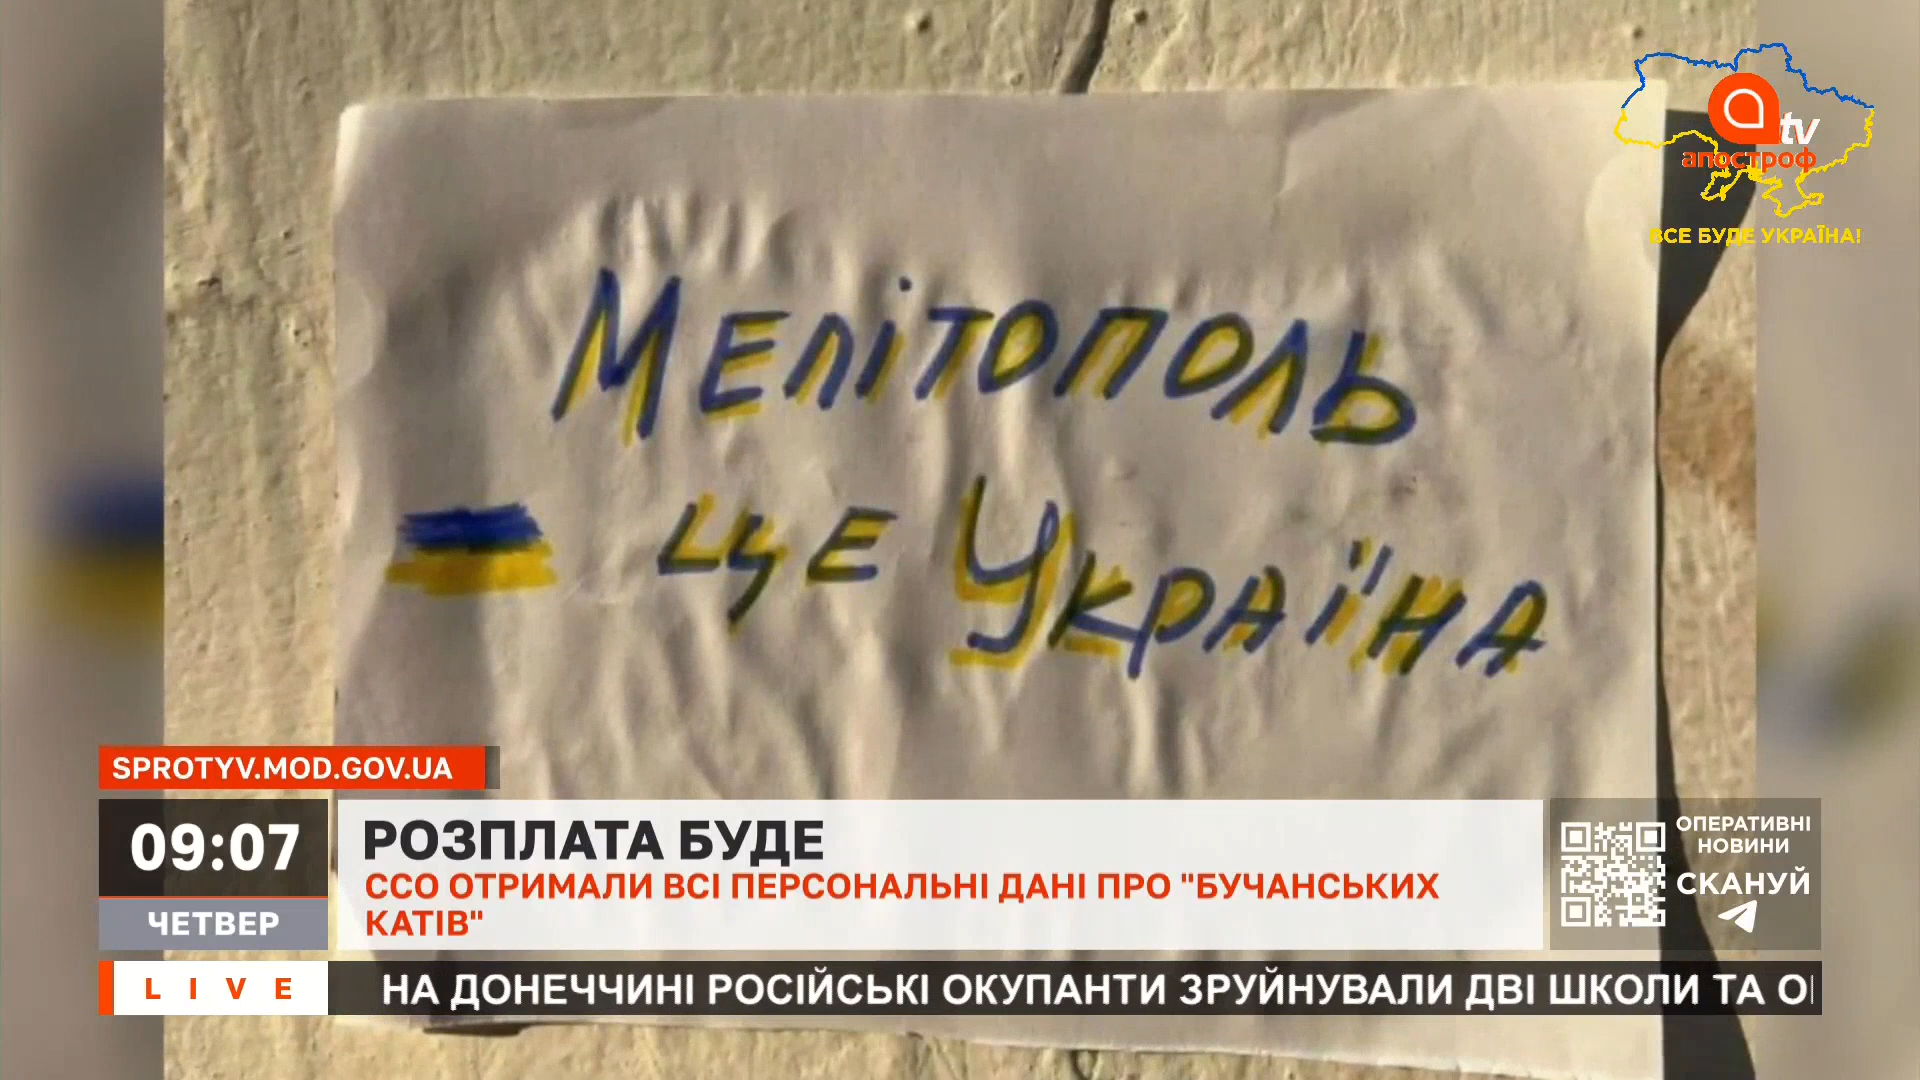 tv
апостроф
ВСЕ БУДЕ УКРАЇНА!
Мелітополь
це Україна
SPROTYV.MOD.GOV.UA
09:07
ЧЕТВЕР
РОЗПЛАТА БУДЕ
ССО ОТРИМАЛИ ВСІ ПЕРСОНАЛЬНІ ДАНІ ПРО "БУЧАНСЬКИХ
КАТІВ"
ОПЕРАТИВНІ
НОВИНИ
СКАНУЙ
LIVE
НА ДОНЕЧЧИНІ РОСІЙСЬКІ ОКУПАНТИ ЗРУЙНУВАЛИ ДВІ ШКОЛИ ТА